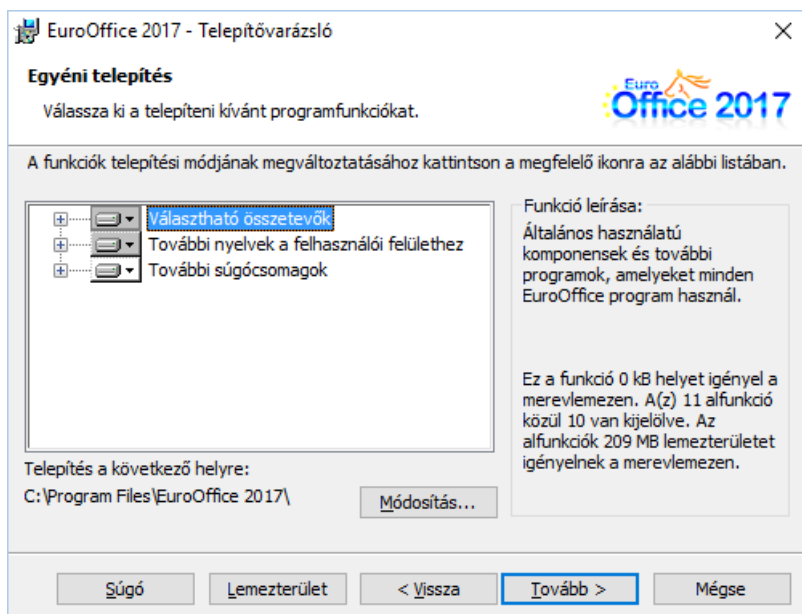 EuroOffice 2017 - Telepítővarázsló
Egyéni telepítés
Válassza ki a telepíteni kívánt programfunkciókat.
Euro
Office 2017
A funkciók telepítési módjának megváltoztatásához kattintson a megfelelő ikonra az alábbi listában.
Választható összetevők
További nyelvek a felhasználói felülethez
További súgócsomagok
Funkció leírása:
Általános használatú
komponensek és további
programok, amelyeket minden
EuroOffice program használ.
Ez a funkció 0 kB helyet igényel a
merevlemezen. A(z) 11 alfunkció
közül 10 van kijelölve. Az
alfunkciók 209 MB lemezterületet
igényelnek a merevlemezen.
Telepítés a következő helyre:
C:\Program Files\EuroOffice 2017\
Módosítás...
Súgó
Lemezterület
< Vissza
Tovább >
Mégse